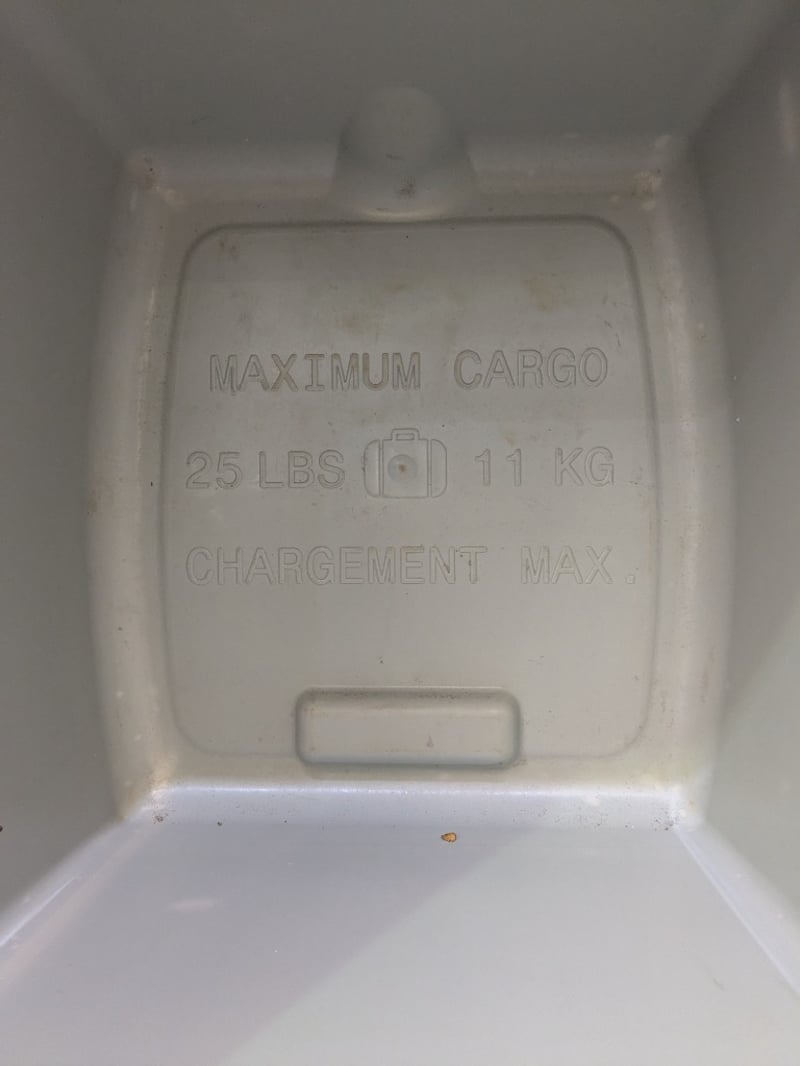 MAXIMUM CARGO
25 LBS 11 KG
CHARGEMENT MAX.